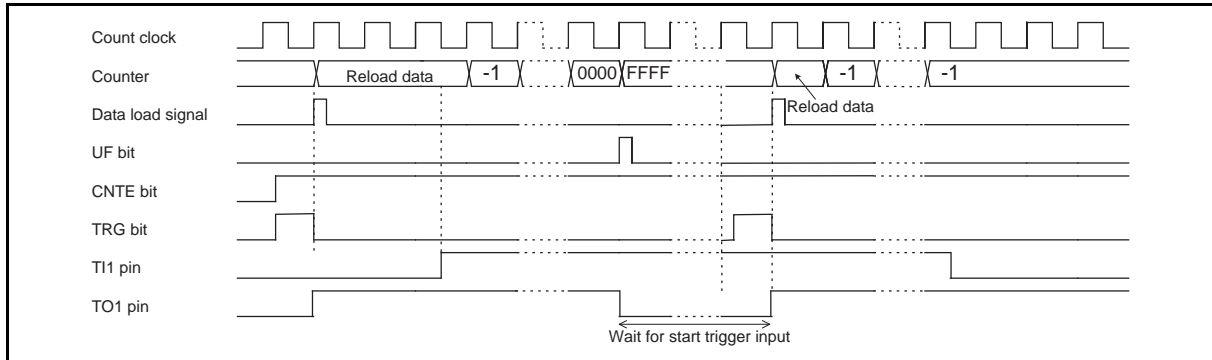 Count clock
Counter
Reload data
-1
0000
FFFF
-1
-1
Reload data
Data load signal
UF bit
CNTE bit
TRG bit
TI1 pin
TO1 pin
Wait for start trigger input